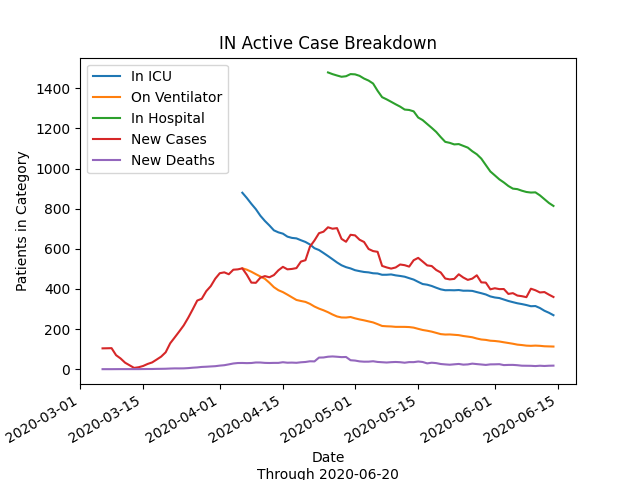 IN Active Case Breakdown
Patients in Category
1400
1200
1000
800
600
400
200
0
In ICU
On Ventilator
In Hospital
New Cases
New Deaths
2020-03-01
2020-03-15
2020-04-01
2020-04-15
2020-05-01
2020-05-15
2020-06-01
2020-06-15
Date
Through 2020-06-20